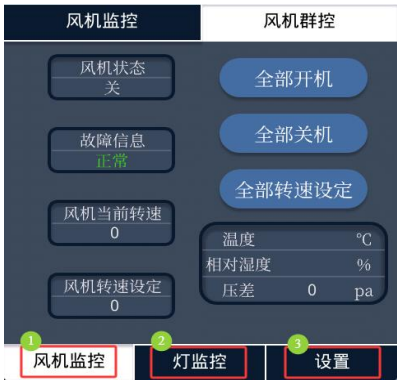 风机监控
风机群控
风机状态
关
故障信息
正常
风机当前转速
0
风机转速设定
0
全部开机
全部关机
全部转速设定
温度 ℃
相对湿度 %
压差 0 pa
1 2 3
风机监控 灯监控 设置